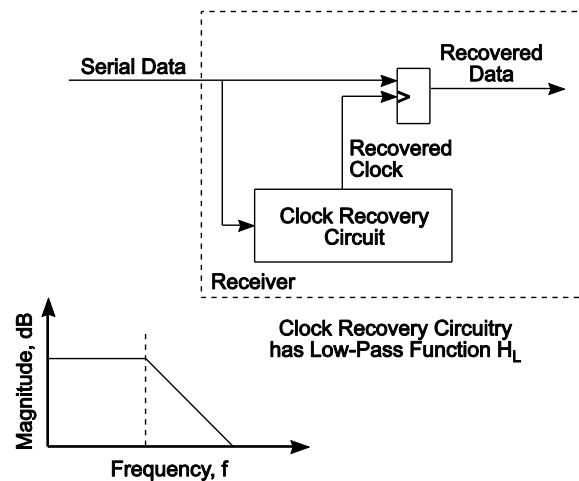 Serial Data
Recovered
Data
>
Recovered
Clock
Clock Recovery
Circuit
Receiver
Clock Recovery Circuitry
has Low-Pass Function HL
Magnitude, dB
Frequency, f